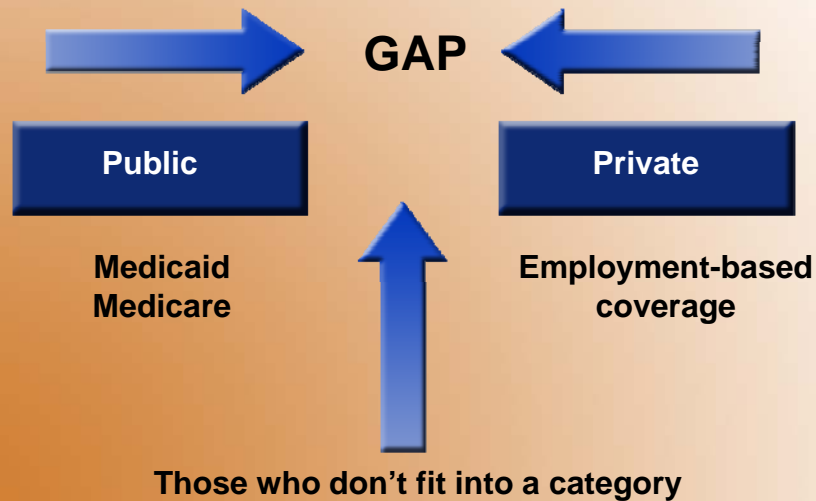 GAP
Public
Private
Medicaid
Medicare
Employment-based
coverage
Those who don’t fit into a category